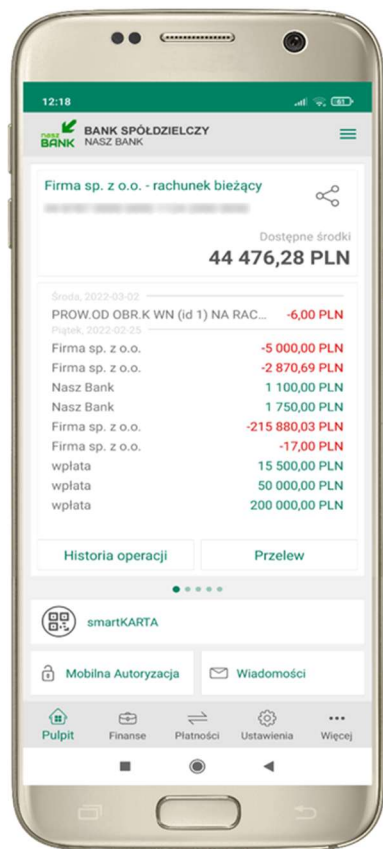 12:18
61
nasz
BANK
BANK SPÓŁDZIELCZY
NASZ BANK
Firma sp. z o.o. - rachunek bieżący
Dostępne środki
44 476,28 PLN
Środa, 2022-03-02
PROW.OD OBR.K WN (id 1) NA RAC... -6,00 PLN
Piątek, 2022-02-25
Firma sp. z o.o. -5 000,00 PLN
Firma sp. z o.o. -2 870,69 PLN
Nasz Bank 1 100,00 PLN
Nasz Bank 1 750,00 PLN
Firma sp. z o.o. -215 880,03 PLN
Firma sp. z o.o. -17,00 PLN
wpłata 15 500,00 PLN
wpłata 50 000,00 PLN
wpłata 200 000,00 PLN
Historia operacji Przelew
smartKARTA
Mobilna Autoryzacja Wiadomości
Pulpit Finanse Płatności Ustawienia Więcej